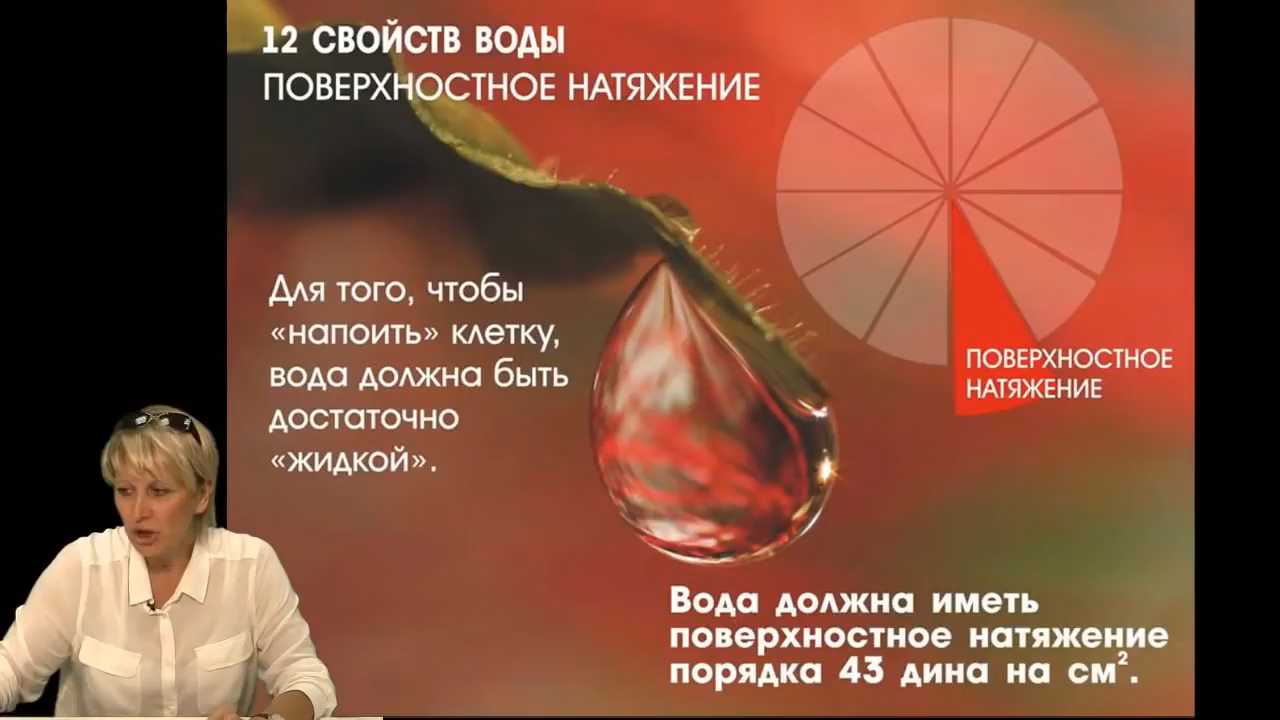 12 СВОЙСТВ ВОДЫ
ПОВЕРХНОСТНОЕ НАТЯЖЕНИЕ
Для того, чтобы
«напоить» клетку,
вода должна быть
достаточно
«жидкой».
ПОВЕРХНОСТНОЕ
НАТЯЖЕНИЕ
Вода должна иметь
поверхностное натяжение
порядка 43 дина на см².